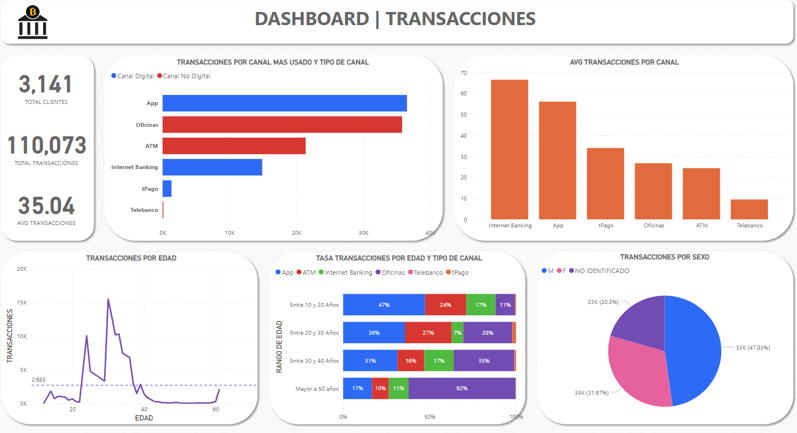 DASHBOARD | TRANSACCIONES
3,141
TOTAL CLIENTES
110,073
TOTAL TRANSACCIONES
35.04
AVG TRANSACCIONES
TRANSACCIONES POR CANAL MAS USADO Y TIPO DE CANAL
Canal Digital Canal No Digital
App
Oficinas
ATM
Internet Banking
tPago
Telebanco
0K 10K 20K 30K 40K
AVG TRANSACCIONES POR CANAL
70
60
50
40
30
20
10
0
Internet Banking App tPago Oficinas ATM Telebanco
TRANSACCIONES POR EDAD
TRANSACCIONES
20K
15K
10K
5K
2,685
0K
20 40 60
EDAD
TASA TRANSACCIONES POR EDAD Y TIPO DE CANAL
App ATM Internet Banking Oficinas Telebanco tPago
RANGO DE EDAD
Entre 10 y 20 Años 47% 24% 17% 11%
Entre 20 y 30 Años 36% 27% 7% 28%
Entre 30 y 40 Años 31% 16% 17% 35%
Mayor a 50 años 17% 10% 11% 62%
0% 50% 100%
TRANSACCIONES POR SEXO
M F NO IDENTIFICADO
23K (20.5%)
53K (47.83%)
35K (31.67%)